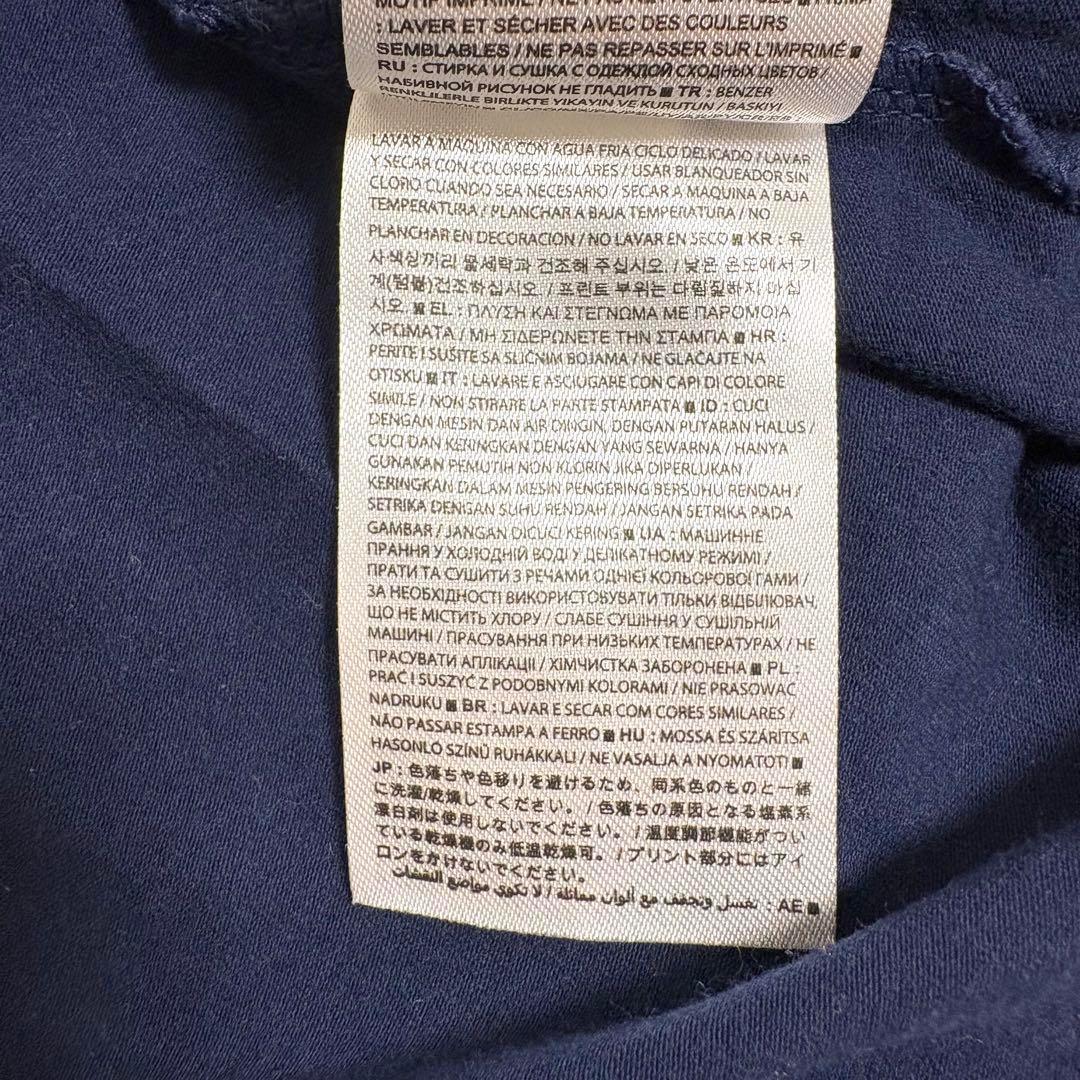 : LAVER ET SÉCHER AVEC DES COULEURS
SEMBLABLES / NE PAS REPASSER SUR L'IMPRIMÉ ■
RU : СТИРКА И СУШКА С ОДЕЖДОЙ СХОДНЫХ ЦВЕТОВ /
НАБИВНОЙ РИСУНОК НЕ ГЛАДИТЬ ■ TR : BENZER
RENKLILERLE BIRLIKTE YIKAYIN VE KURUTUN / BASKIYI
LAVAR A MAQUINA CON AGUA FRIA CICLO DELICADO / LAVAR
Y SECAR CON COLORES SIMILARES / USAR BLANQUEADOR SIN
CLORO CUANDO SEA NECESARIO / SECAR A MAQUINA A BAJA
TEMPERATURA / PLANCHAR A BAJA TEMPERATURA / NO
PLANCHAR EN DECORACION / NO LAVAR EN SECO ■ KR : 유
사색상끼리 물세탁과 건조해 주십시오. / 낮은 온도에서 기
계(텀블)건조하십시오. / 프린트 부위는 다림질하지 마십
시오. ■ EL : ΠΛΥΣΗ ΚΑΙ ΣΤΕΓΝΩΜΑ ΜΕ ΠΑΡΟΜΟΙΑ
ΧΡΩΜΑΤΑ / ΜΗ ΣΙΔΕΡΩΝΕΤΕ ΤΗΝ ΣΤΑΜΠΑ ■ HR :
PERITE I SUŠITE SA SLIČNIM BOJAMA / NE GLAČAJTE NA
OTISKU ■ IT : LAVARE E ASCIUGARE CON CAPI DI COLORE
SIMILE / NON STIRARE LA PARTE STAMPATA ■ ID : CUCI
DENGAN MESIN DAN AIR DINGIN, DENGAN PUTARAN HALUS /
CUCI DAN KERINGKAN DENGAN YANG SEWARNA / HANYA
GUNAKAN PEMUTIH NON KLORIN JIKA DIPERLUKAN /
KERINGKAN DALAM MESIN PENGERING BERSUHU RENDAH /
SETRIKA DENGAN SUHU RENDAH / JANGAN SETRIKA PADA
GAMBAR / JANGAN DICUCI KERING ■ UA : МАШИННЕ
ПРАННЯ У ХОЛОДНІЙ ВОДІ У ДЕЛІКАТНОМУ РЕЖИМІ /
ПРАТИ ТА СУШИТИ З РЕЧАМИ ОДНІЄЇ КОЛЬОРОВОЇ ГАМИ /
ЗА НЕОБХІДНОСТІ ВИКОРИСТОВУВАТИ ТІЛЬКИ ВІДБІЛЮВАЧ,
ЩО НЕ МІСТИТЬ ХЛОРУ / СЛАБЕ СУШІННЯ У СУШІЛЬНІЙ
МАШИНІ / ПРАСУВАННЯ ПРИ НИЗЬКИХ ТЕМПЕРАТУРАХ / НЕ
ПРАСУВАТИ АПЛІКАЦІЇ / ХІМЧИСТКА ЗАБОРОНЕНА ■ PL :
PRAĆ I SUSZYĆ Z PODOBNYMI KOLORAMI / NIE PRASOWAĆ
NADRUKU ■ BR : LAVAR E SECAR COM CORES SIMILARES /
NÃO PASSAR ESTAMPA A FERRO ■ HU : MOSSA ÉS SZÁRÍTSA
HASONLÓ SZÍNŰ RUHÁKKAL! / NE VASALJA A NYOMATOT! ■
JP : 色落ちや色移りを避けるため、同系色のものと一緒
に洗濯/乾燥してください。/ 色落ちの原因となる塩素系
漂白剤は使用しないでください。/ 温度調節機能がつい
ている乾燥機のみ低温乾燥可。/ プリント部分にはアイ
ロンをかけないでください。
■ AE : تغسل وتجفف مع ألوان مماثلة / لا تكوي مواضع النقشات